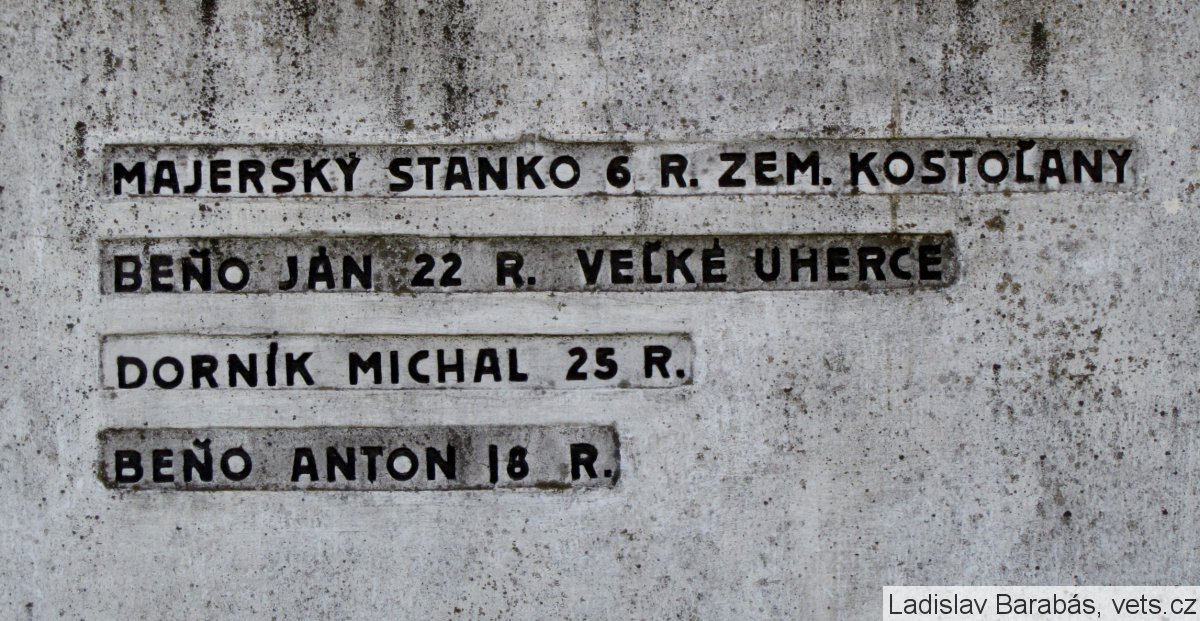 MAJERSKÝ STANKO 6 R. ZEM. KOSTOĽANY
BEŇO JÁN 22 R. VEĽKÉ UHERCE
DORNÍK MICHAL 25 R.
BEŇO ANTON 18 R.
Ladislav Barabás, vets.cz